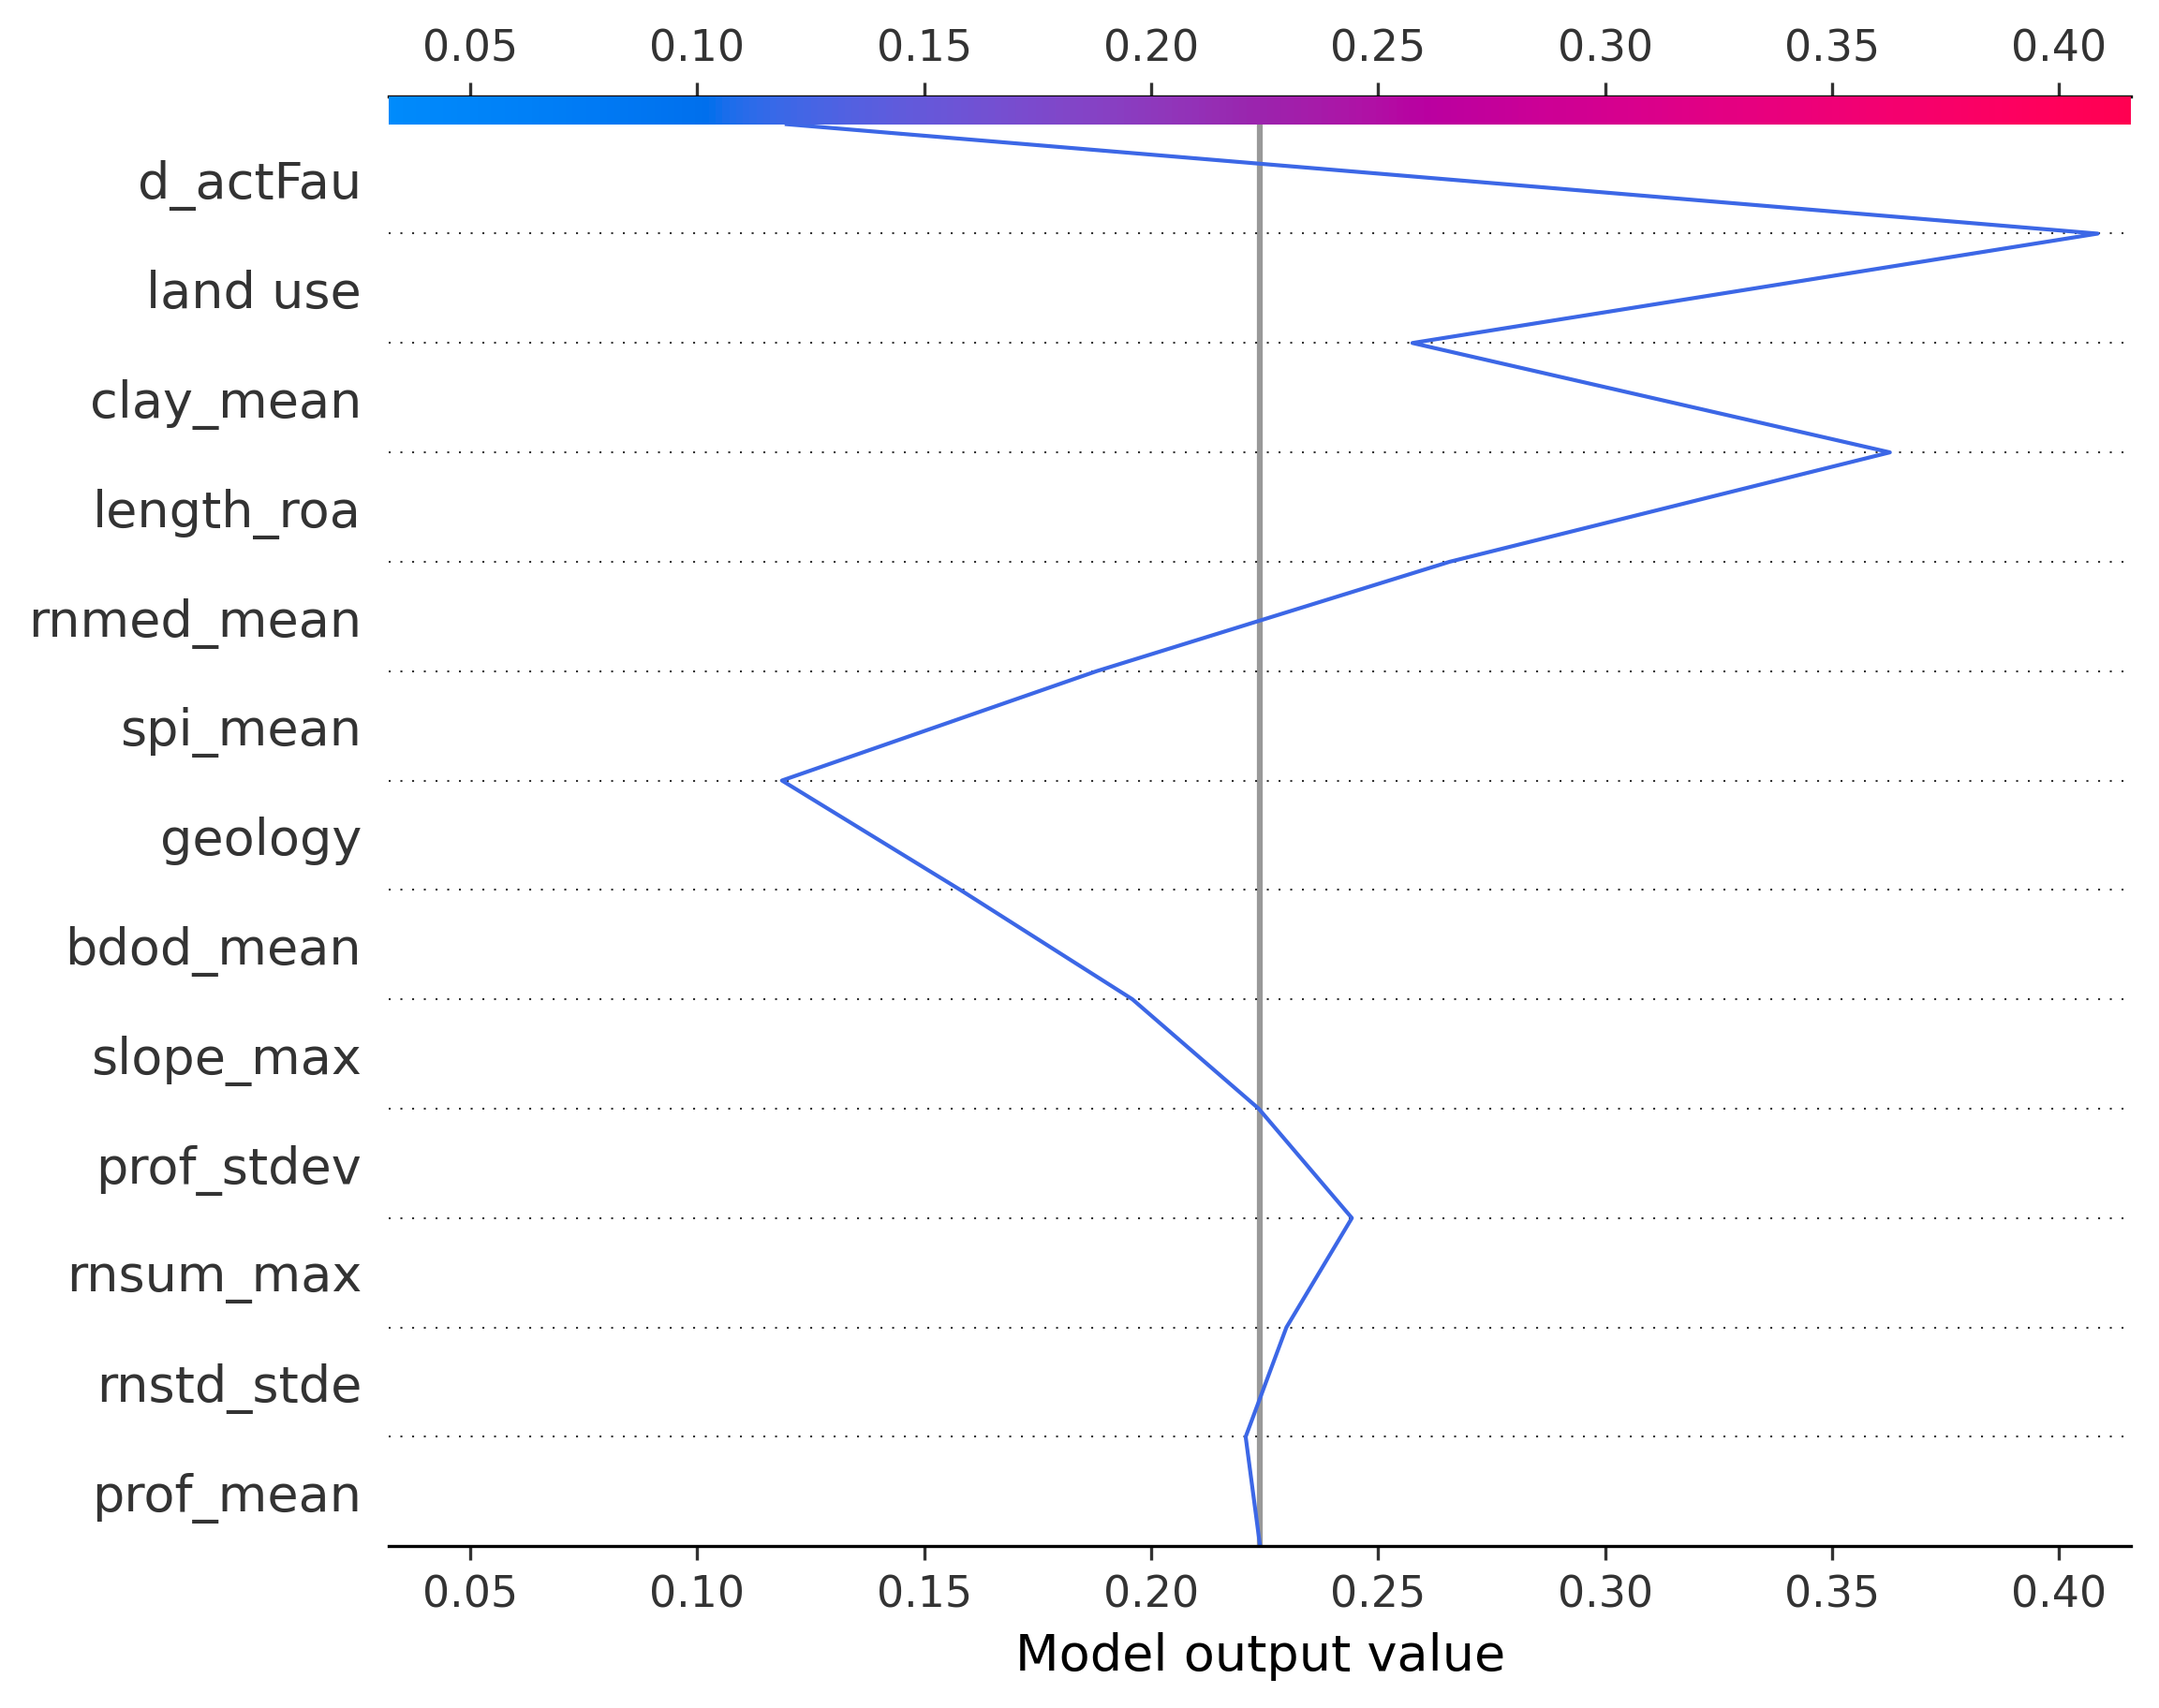 0.05 0.10 0.15 0.20 0.25 0.30 0.35 0.40
d_actFau
land use
clay_mean
length_roa
rnmed_mean
spi_mean
geology
bdod_mean
slope_max
prof_stdev
rnsum_max
rnstd_stde
prof_mean
0.05 0.10 0.15 0.20 0.25 0.30 0.35 0.40
Model output value